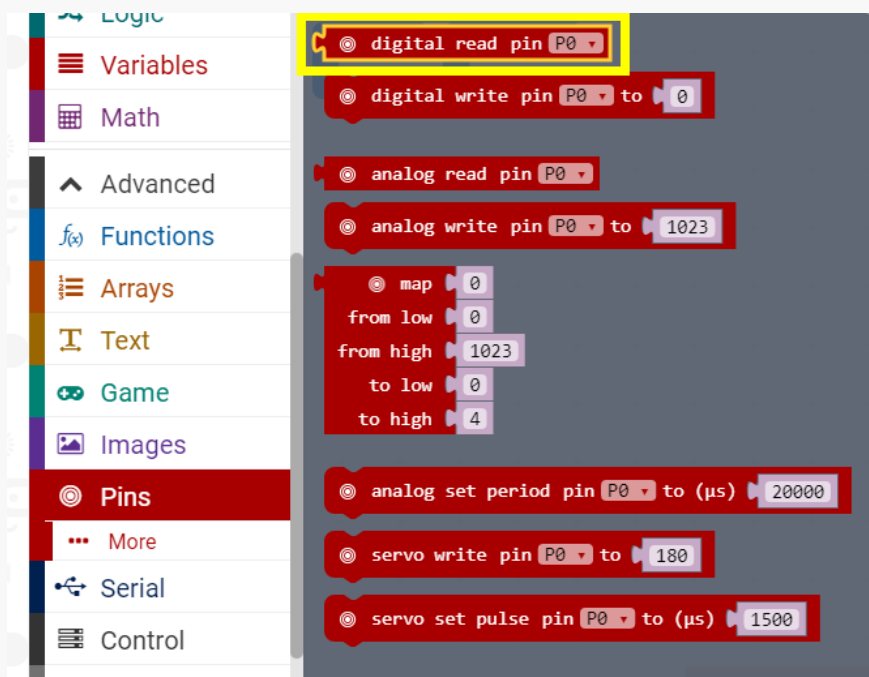 Logic
Variables
Math
Advanced
Functions
Arrays
Text
Game
Images
Pins
More
Serial
Control
digital read pin P0
digital write pin P0 to 0
analog read pin P0
analog write pin P0 to 1023
map 0
from low 0
from high 1023
to low 0
to high 4
analog set period pin P0 to (µs) 20000
servo write pin P0 to 180
servo set pulse pin P0 to (µs) 1500